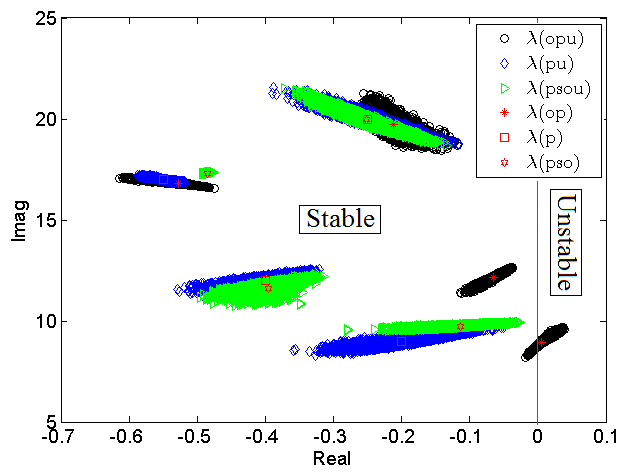 25
20
15
10
5
Imag
-0.7 -0.6 -0.5 -0.4 -0.3 -0.2 -0.1 0 0.1
Real
λ(opu)
λ(pu)
λ(psou)
λ(op)
λ(p)
λ(pso)
Stable
Unstable